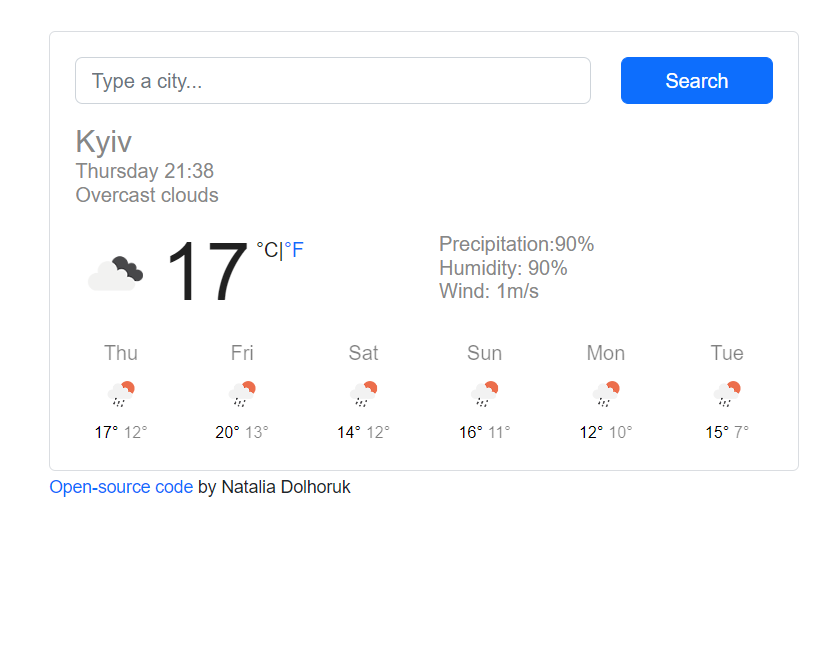 Type a city...
Search
Kyiv
Thursday 21:38
Overcast clouds
17 °C|°F
Precipitation:90%
Humidity: 90%
Wind: 1m/s
Thu Fri Sat Sun Mon Tue
17° 12° 20° 13° 14° 12° 16° 11° 12° 10° 15° 7°
Open-source code by Natalia Dolhoruk